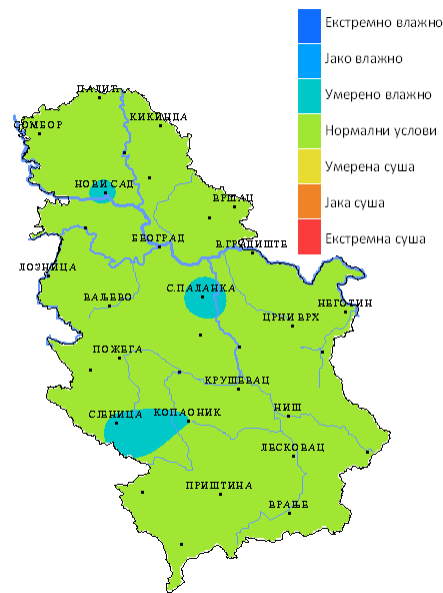 Екстремно влажно
Јако влажно
Умерено влажно
Нормални услови
Умерена суша
Јака суша
Екстремна суша
ПАЛИЋ
СОМБОР
КИКИНДА
НОВИ САД
ВРШАЦ
БЕОГРАД
В.ГРАДИШТЕ
ЛОЗНИЦА
ВАЉЕВО
С.ПАЛАНКА
НЕГОТИН
ЦРНИ ВРХ
ПОЖЕГА
КРУШЕВАЦ
СЈЕНИЦА
КОПАОНИК
НИШ
ЛЕСКОВАЦ
ПРИШТИНА
ВРАЊЕ